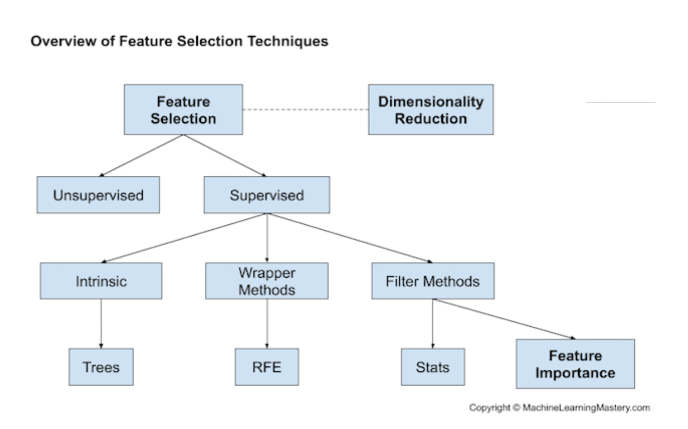 Overview of Feature Selection Techniques
Feature
Selection
Dimensionality
Reduction
Unsupervised
Supervised
Intrinsic
Wrapper
Methods
Filter Methods
Trees
RFE
Stats
Feature
Importance
Copyright © MachineLearningMastery.com